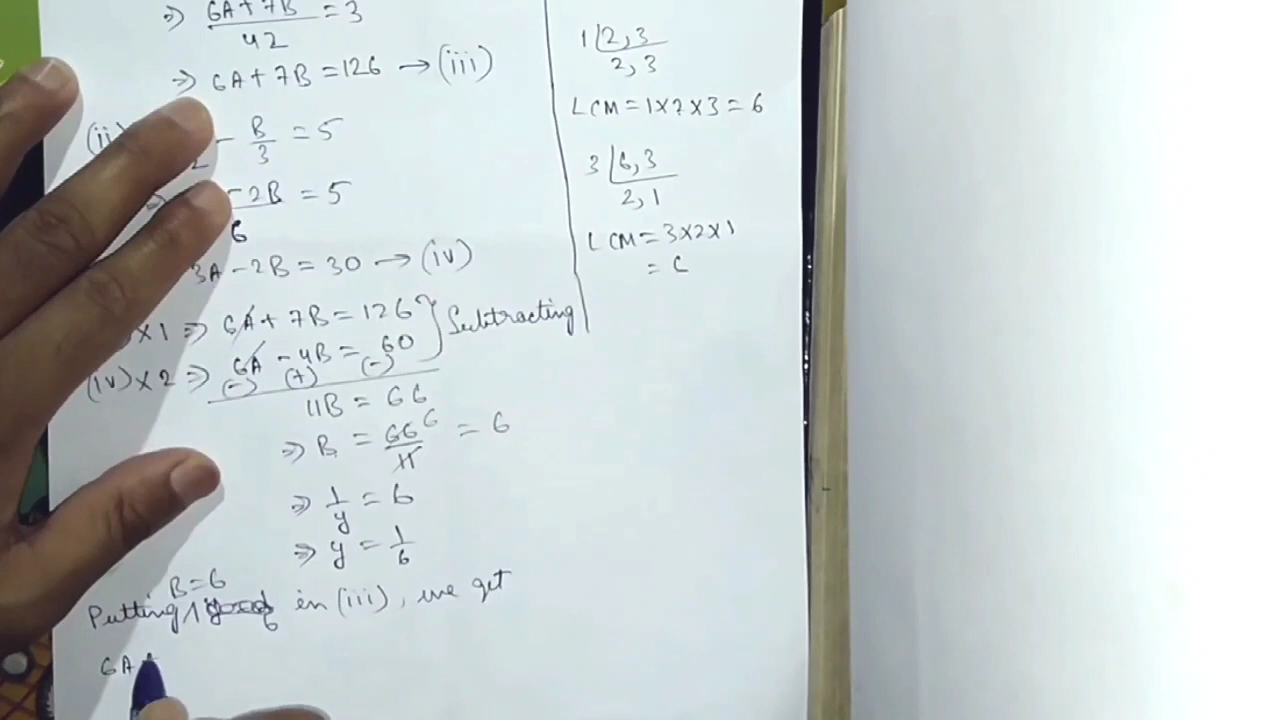 ⇒ 6A + 7B = 3
42
⇒ 6A + 7B = 126 → (iii)
(ii) - B/3 = 5
- 2B = 5
6
3A - 2B = 30 → (iv)
× 1 ⇒ 6A + 7B = 126 } Subtracting
(iv) × 2 ⇒ 6A - 4B = 60
(-) (+) (-)
11B = 66
⇒ B = 66/11 6 = 6
⇒ 1/y = 6
⇒ y = 1/6
B = 6
Putting ∧ in (iii), we get
6A
1 | 2, 3
2, 3
LCM = 1×2×3 = 6
3 | 6, 3
2, 1
LCM = 3×2×1
= 6